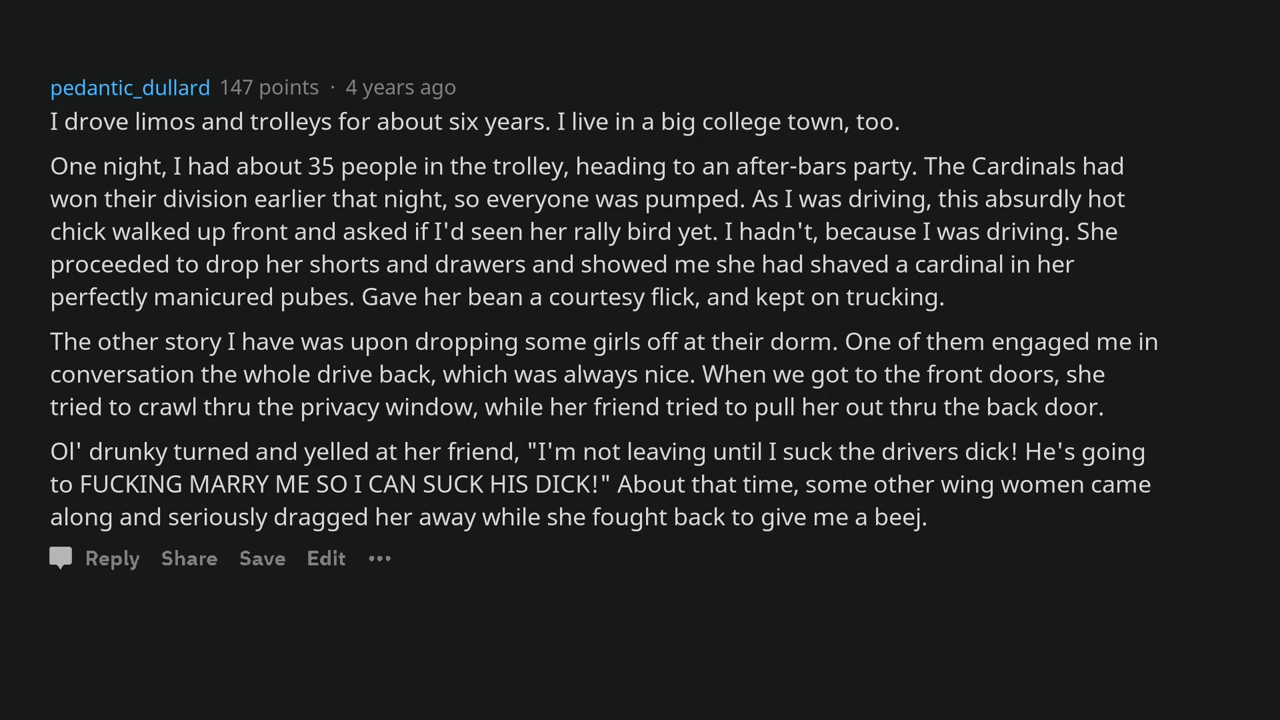 pedantic_dullard 147 points · 4 years ago
I drove limos and trolleys for about six years. I live in a big college town, too.
One night, I had about 35 people in the trolley, heading to an after-bars party. The Cardinals had
won their division earlier that night, so everyone was pumped. As I was driving, this absurdly hot
chick walked up front and asked if I'd seen her rally bird yet. I hadn't, because I was driving. She
proceeded to drop her shorts and drawers and showed me she had shaved a cardinal in her
perfectly manicured pubes. Gave her bean a courtesy flick, and kept on trucking.
The other story I have was upon dropping some girls off at their dorm. One of them engaged me in
conversation the whole drive back, which was always nice. When we got to the front doors, she
tried to crawl thru the privacy window, while her friend tried to pull her out thru the back door.
Ol' drunky turned and yelled at her friend, "I'm not leaving until I suck the drivers dick! He's going
to FUCKING MARRY ME SO I CAN SUCK HIS DICK!" About that time, some other wing women came
along and seriously dragged her away while she fought back to give me a beej.
Reply Share Save Edit •••